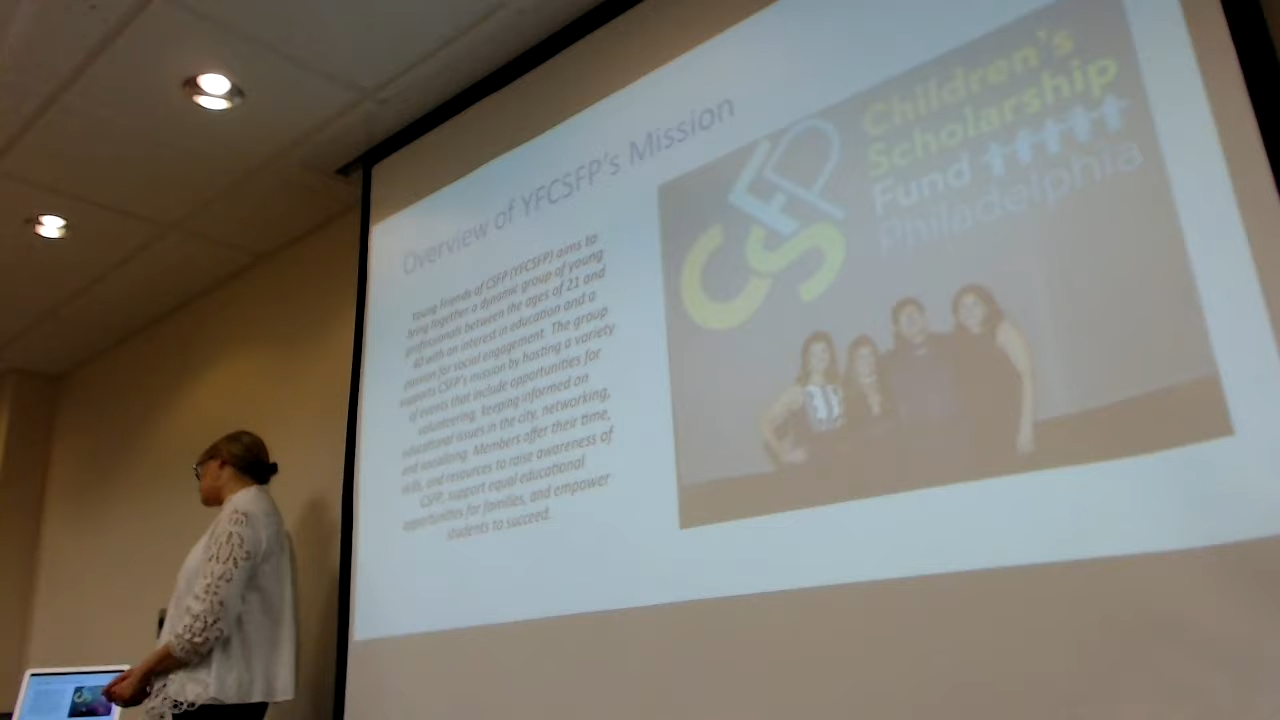 Overview of YFCSFP's Mission
Young Friends of CSFP (YFCSFP) aims to
bring together a dynamic group of young
professionals between the ages of 21 and
40 with an interest in education and a
passion for social engagement. The group
supports CSFP's mission by hosting a variety
of events that include opportunities for
volunteering, keeping informed on
educational issues in the city, networking,
and socializing. Members offer their time,
skills, and resources to raise awareness of
CSFP, support equal educational
opportunities for families, and empower
students to succeed.
CSFP
Children's
Scholarship
Fund
Philadelphia